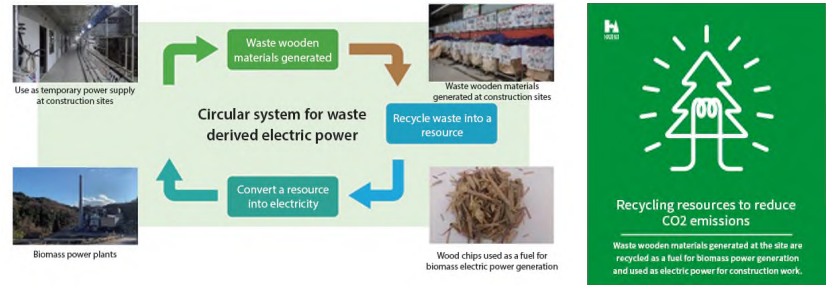 Waste wooden
materials generated
Use as temporary power supply
at construction sites
Waste wooden materials
generated at construction sites
Circular system for waste
derived electric power
Recycle waste into a
resource
Convert a resource
into electricity
Biomass power plants
Wood chips used as a fuel for
biomass electric power generation
Recycling resources to reduce
CO2 emissions
Waste wooden materials generated at the site are
recycled as a fuel for biomass power generation
and used as electric power for construction work.